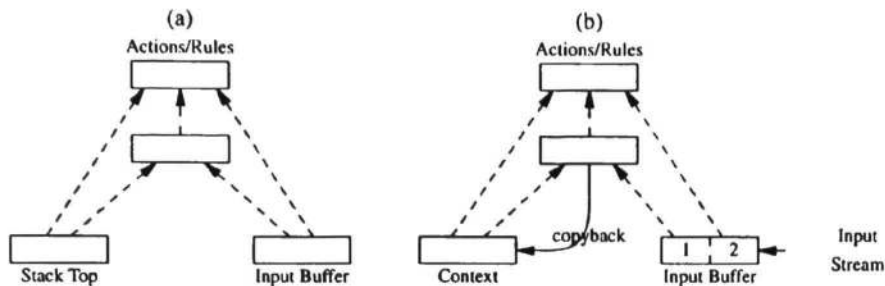 (a)
Actions/Rules
Stack Top
Input Buffer
(b)
Actions/Rules
copyback
Context
1 2
Input Buffer
Input
Stream